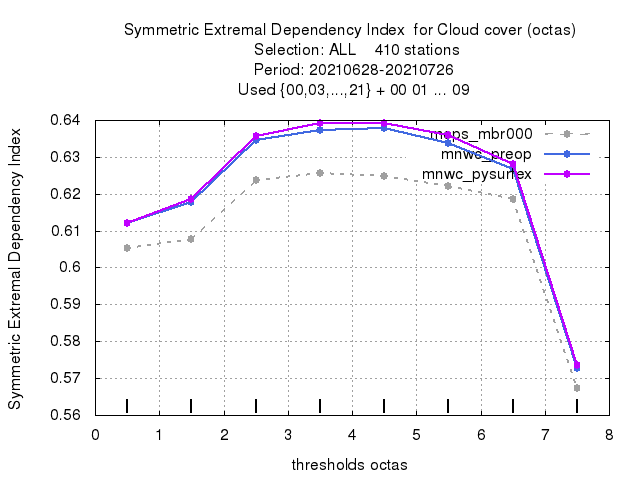 Symmetric Extremal Dependency Index for Cloud cover (octas)
Selection: ALL 410 stations
Period: 20210628-20210726
Used {00,03,...,21} + 00 01 ... 09
Symmetric Extremal Dependency Index
0.64
0.63
0.62
0.61
0.6
0.59
0.58
0.57
0.56
meps_mbr000
mnwc_preop
mnwc_pysurfex
0 1 2 3 4 5 6 7 8
thresholds octas